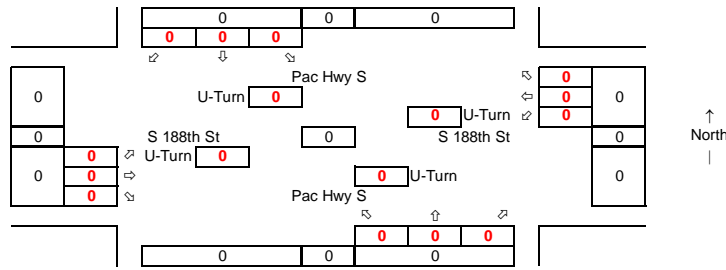 0 0 0
0 0 0
⬃ ⇩ ⬂
Pac Hwy S
⬁ 0
0 U-Turn 0 ⇦ 0 0
0 U-Turn ⬃ 0 ↑
0 S 188th St 0 S 188th St 0 North
0 ⬀ U-Turn 0 |
0 0 ⇨ 0 U-Turn 0
0 ⬂ Pac Hwy S
⬁ ⇧ ⬀
0 0 0
0 0 0